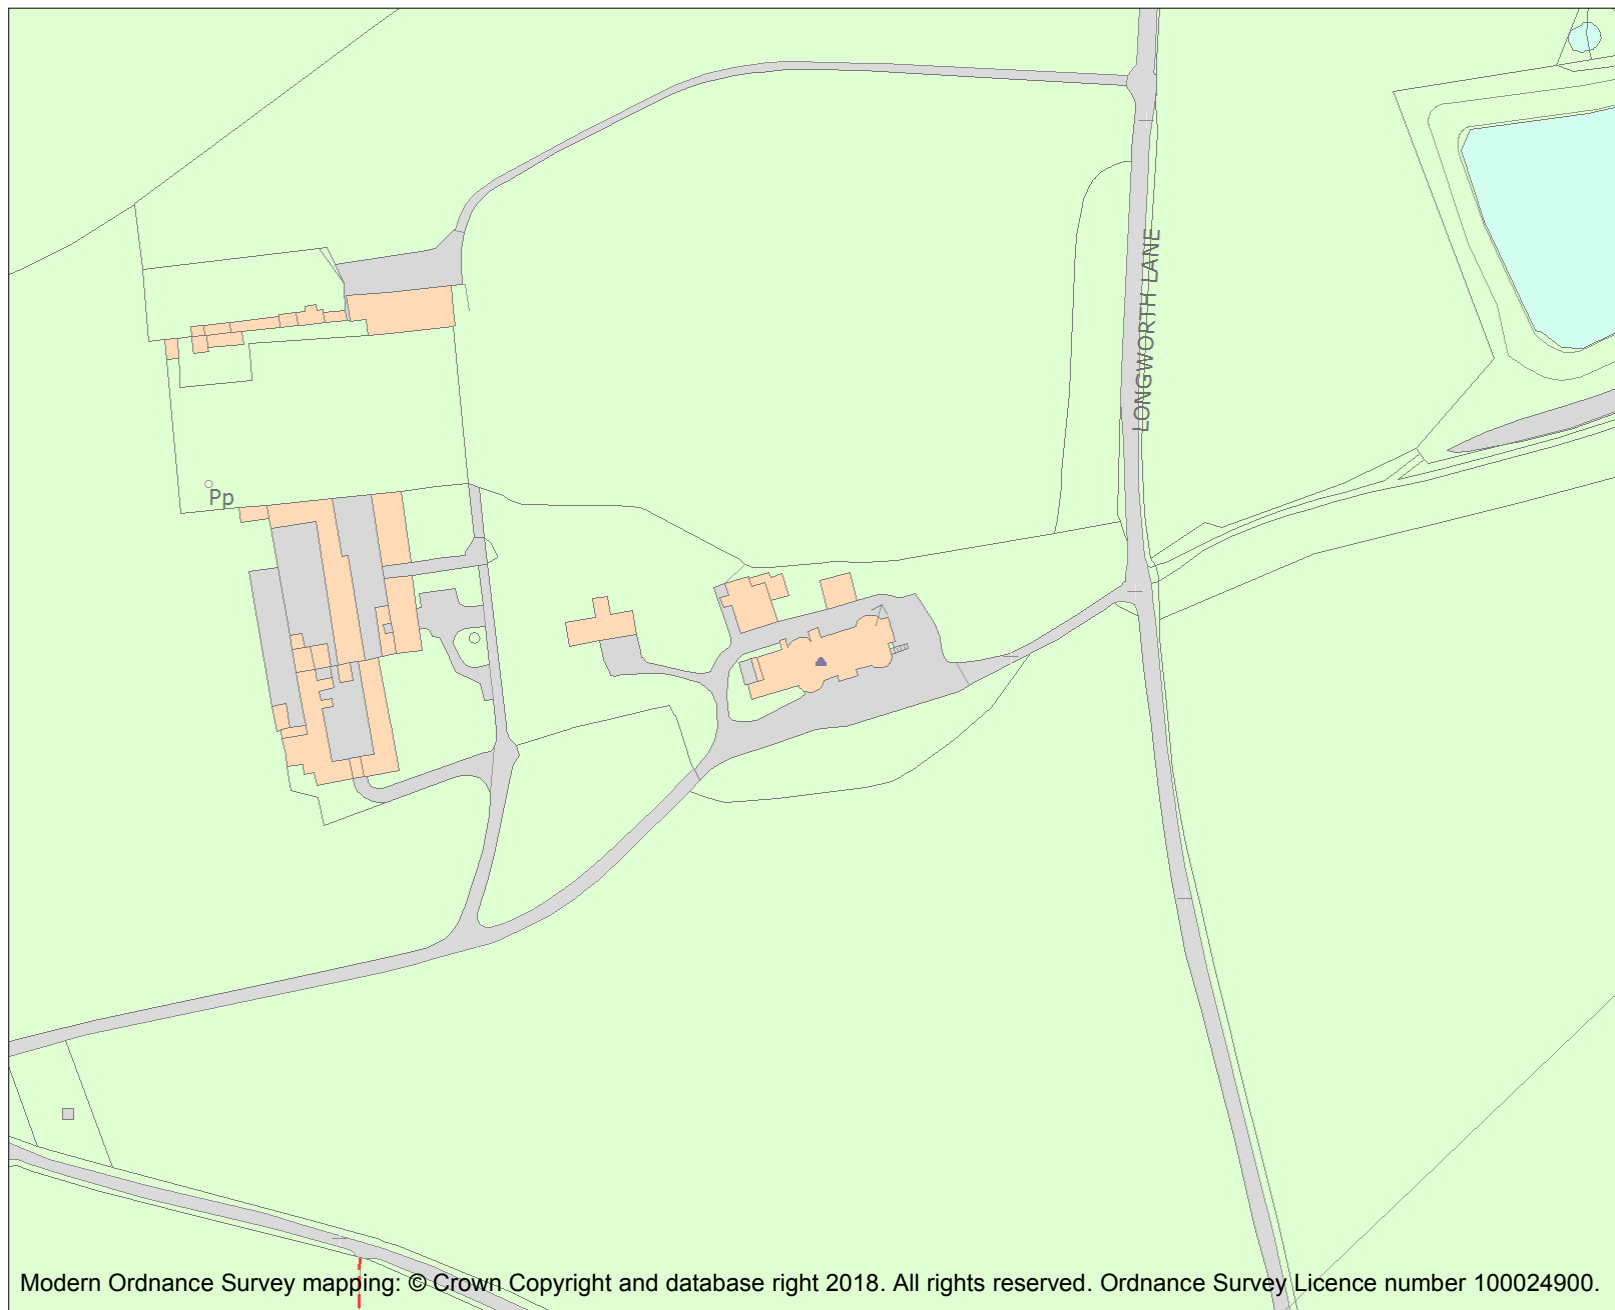 LONGWORTH LANE
Pp
Modern Ordnance Survey mapping: © Crown Copyright and database right 2018. All rights reserved. Ordnance Survey Licence number 100024900.